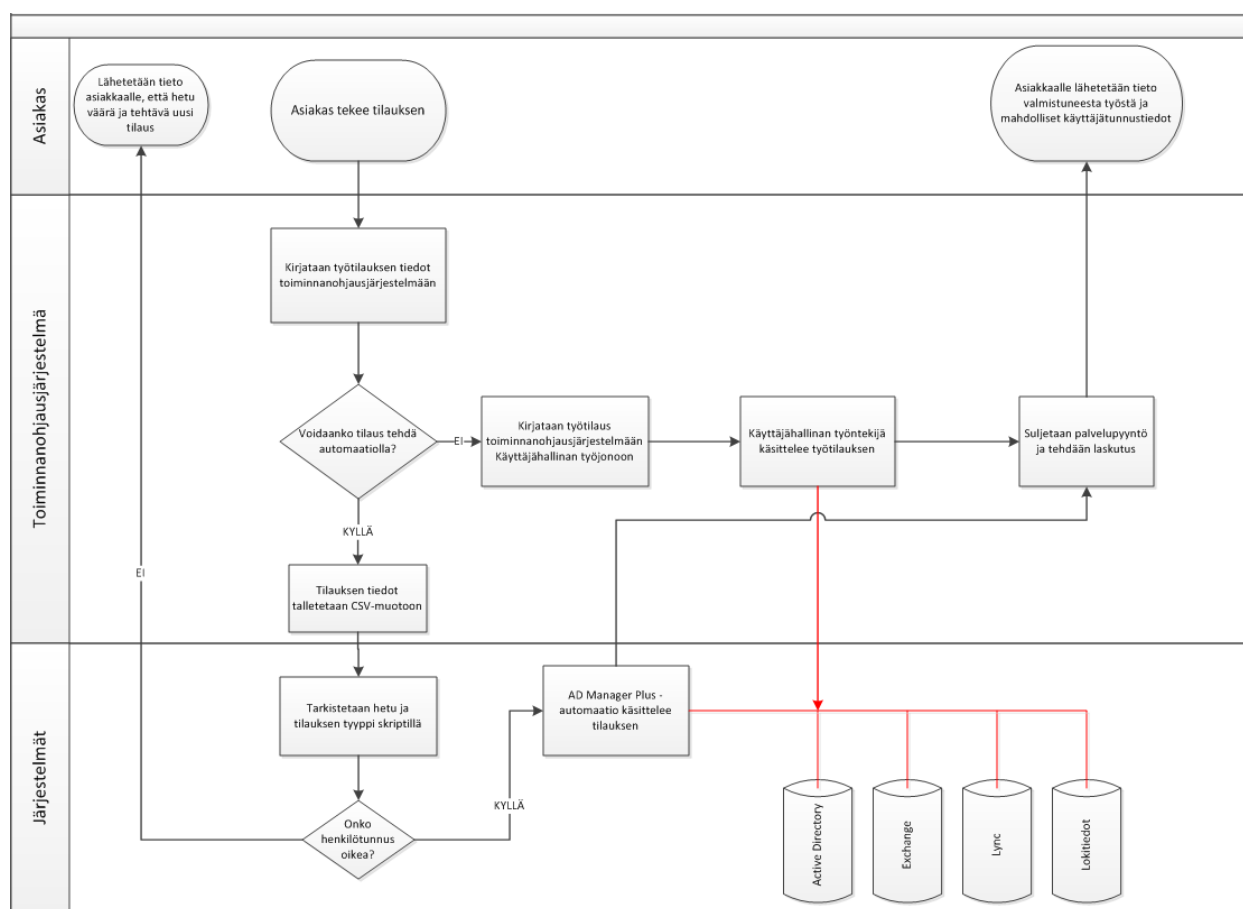 Asiakas
Lähetetään tieto
asiakkaalle, että hetu
väärä ja tehtävä uusi
tilaus
Asiakas tekee tilauksen
Asiakkaalle lähetetään tieto
valmistuneesta työstä ja
mahdolliset käyttäjätunnustiedot
Toiminnanohjausjärjestelmä
Kirjataan työtilauksen tiedot
toiminnanohjausjärjestelmään
Voidaanko tilaus tehdä
automaatiolla?
EI
Kirjataan työtilaus
toiminnanohjausjärjestelmään
Käyttäjähallinan työjonoon
Käyttäjähallinan työntekijä
käsittelee työtilauksen
Suljetaan palvelupyyntö
ja tehdään laskutus
KYLLÄ
EI
Tilauksen tiedot
talletetaan CSV-muotoon
Järjestelmät
Tarkistetaan hetu ja
tilauksen tyyppi skriptillä
AD Manager Plus -
automaatio käsittelee
tilauksen
KYLLÄ
Onko
henkilötunnus
oikea?
Active Directory
Exchange
Lync
Lokitiedot